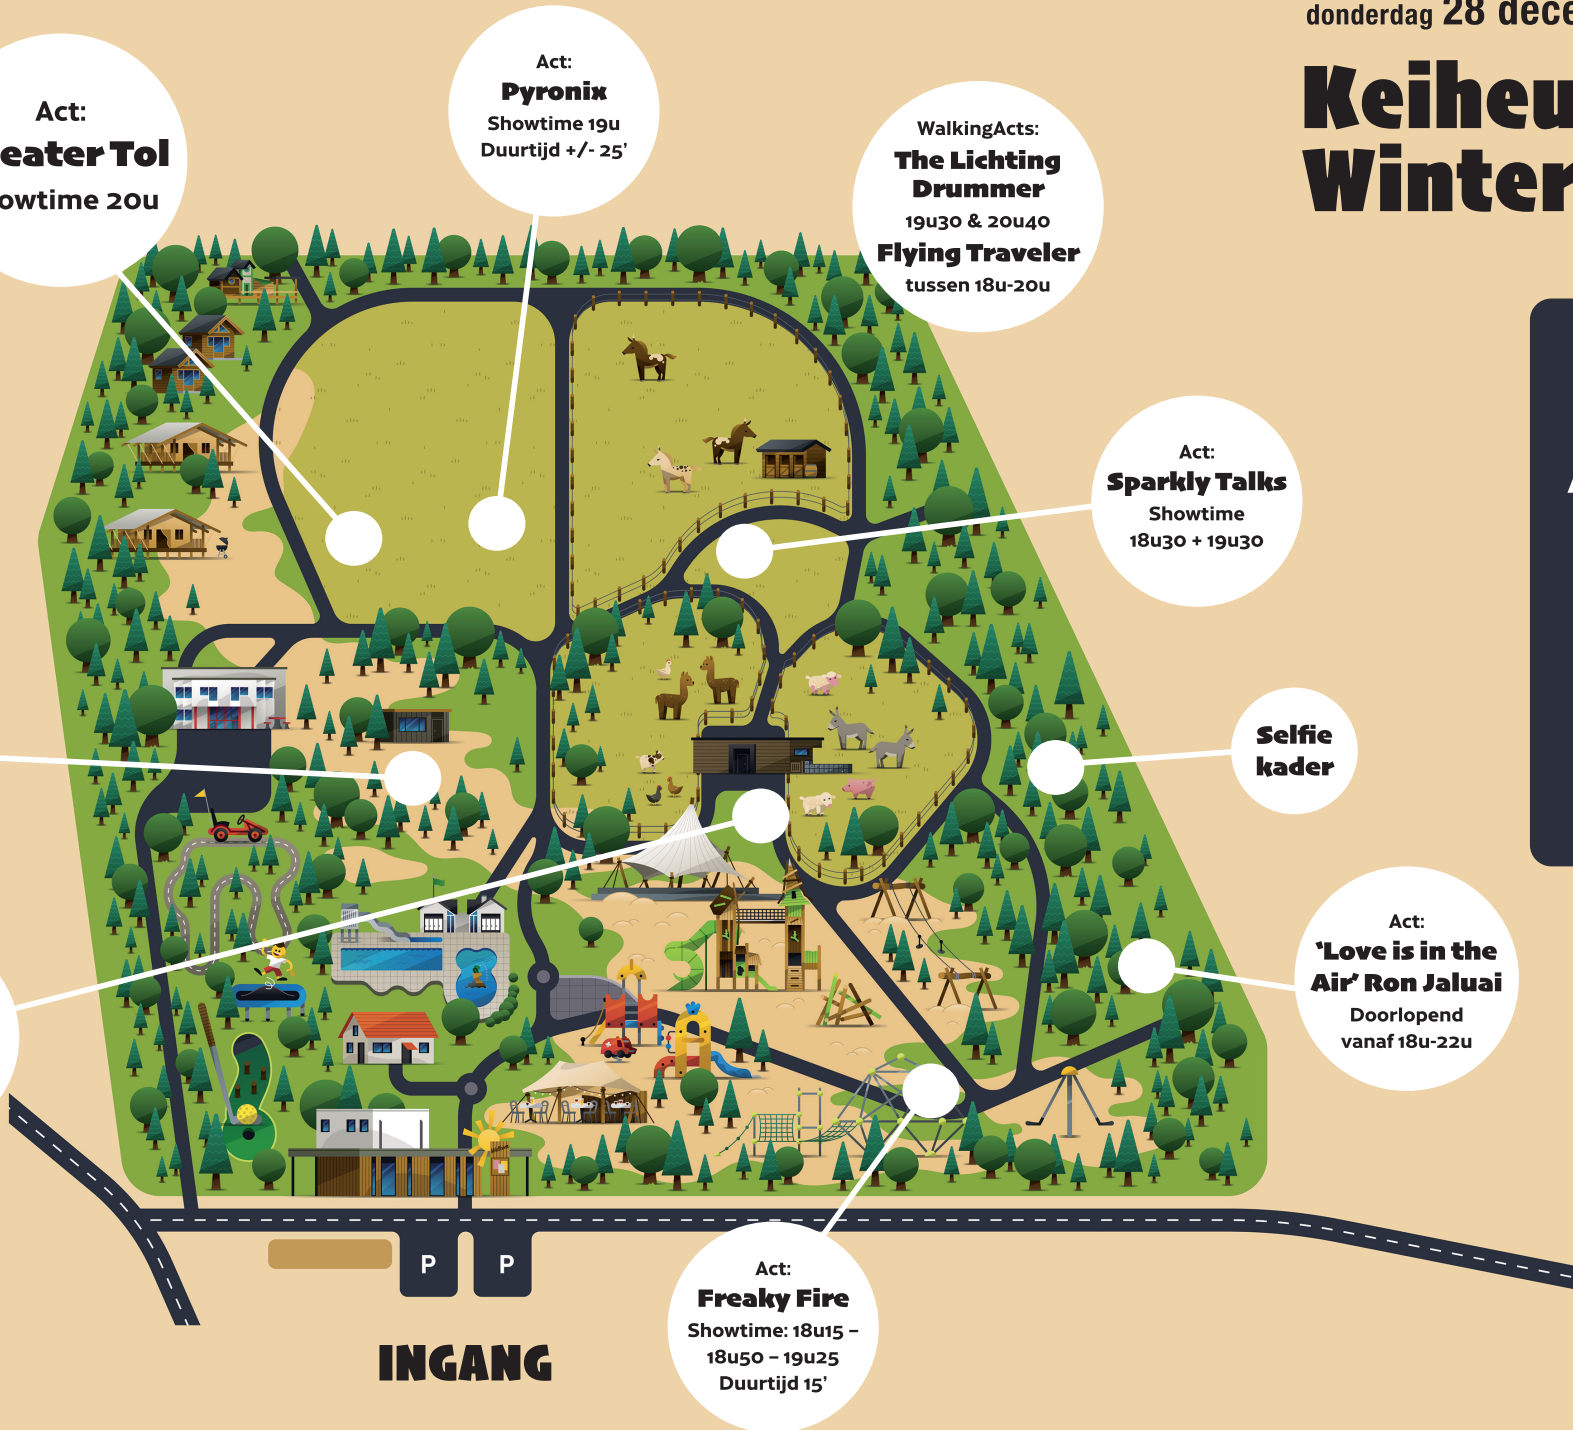 donderdag 28 dece
Keiheu
Winter
Act:
eater Tol
owtime 20u
Act:
Pyronix
Showtime 19u
Duurtijd +/- 25’
WalkingActs:
The Lichting
Drummer
19u30 & 20u40
Flying Traveler
tussen 18u-20u
Act:
Sparkly Talks
Showtime
18u30 + 19u30
Selfie
kader
Act:
‘Love is in the
Air’ Ron Jaluai
Doorlopend
vanaf 18u-22u
P P
Act:
Freaky Fire
Showtime: 18u15 –
18u50 – 19u25
Duurtijd 15’
INGANG